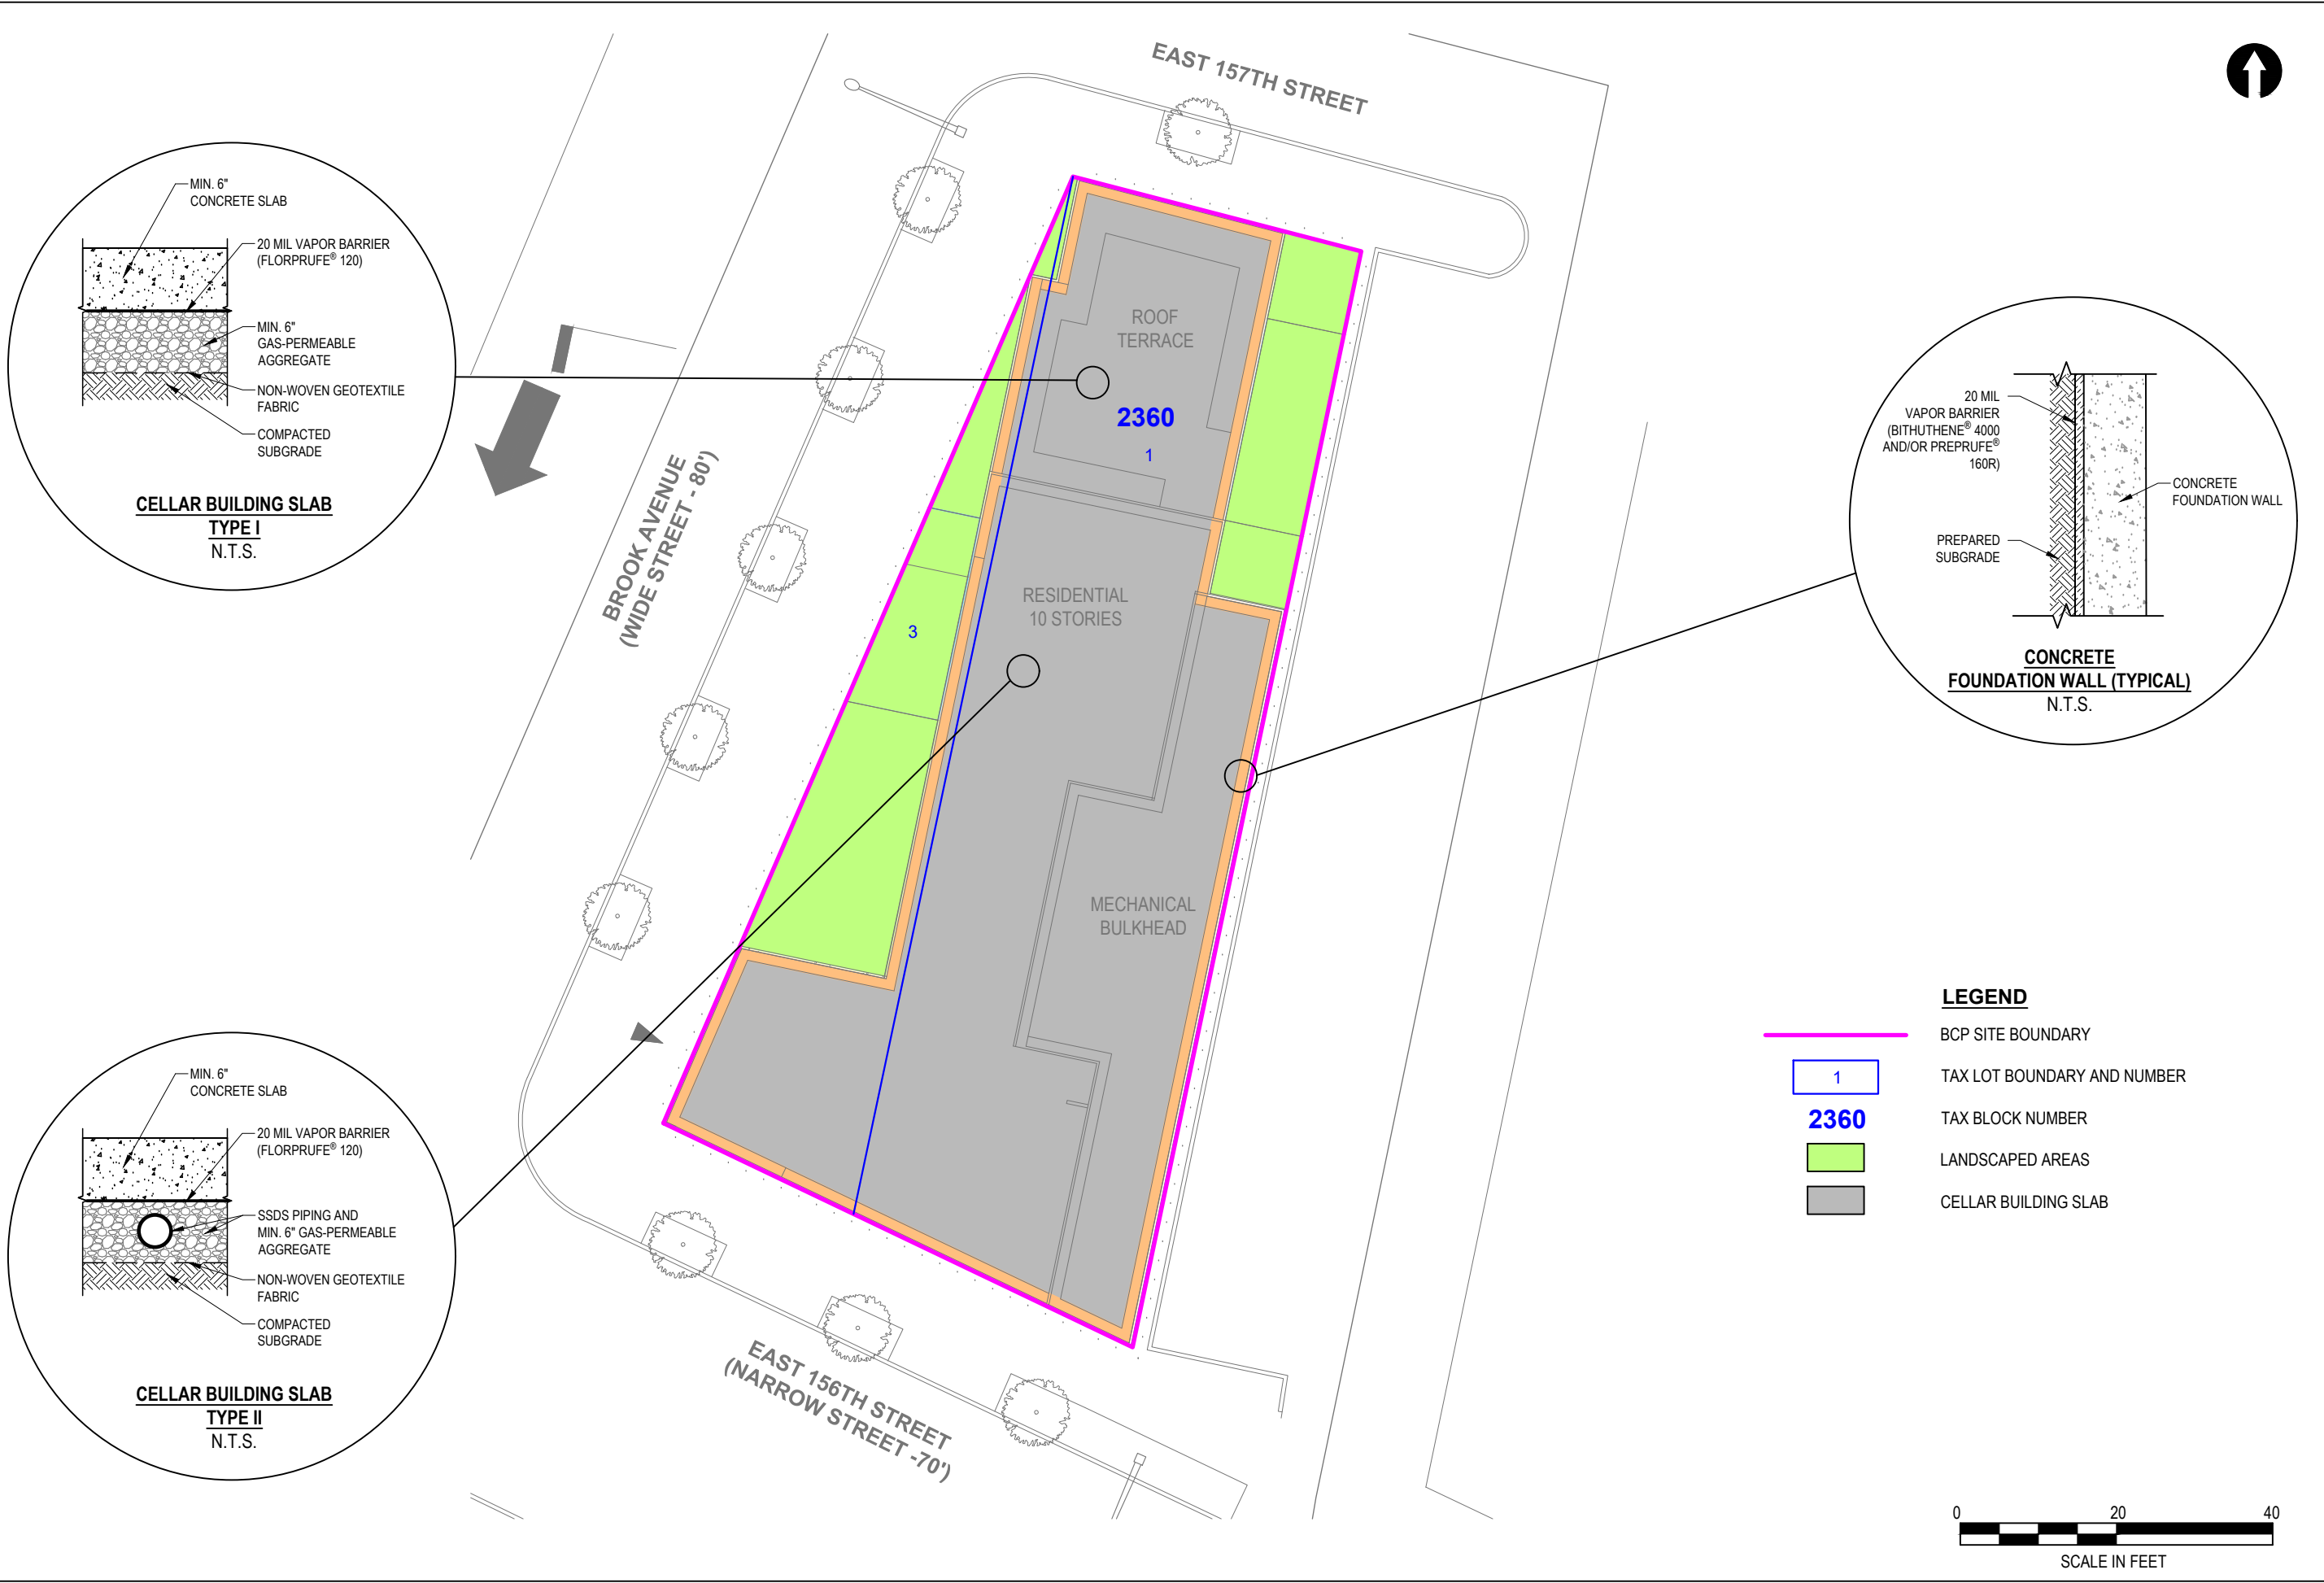 EAST 157TH STREET
MIN. 6"
CONCRETE SLAB
20 MIL VAPOR BARRIER
(FLORPRUFE® 120)
MIN. 6"
GAS-PERMEABLE
AGGREGATE
NON-WOVEN GEOTEXTILE
FABRIC
COMPACTED
SUBGRADE
CELLAR BUILDING SLAB
TYPE I
N.T.S.
BROOK AVENUE
(WIDE STREET - 80')
ROOF
TERRACE
2360
1
RESIDENTIAL
10 STORIES
3
MECHANICAL
BULKHEAD
20 MIL
VAPOR BARRIER
(BITHUTHENE® 4000
AND/OR PREPRUFE®
160R)
CONCRETE
FOUNDATION WALL
PREPARED
SUBGRADE
CONCRETE
FOUNDATION WALL (TYPICAL)
N.T.S.
MIN. 6"
CONCRETE SLAB
20 MIL VAPOR BARRIER
(FLORPRUFE® 120)
SSDS PIPING AND
MIN. 6" GAS-PERMEABLE
AGGREGATE
NON-WOVEN GEOTEXTILE
FABRIC
COMPACTED
SUBGRADE
CELLAR BUILDING SLAB
TYPE II
N.T.S.
EAST 156TH STREET
(NARROW STREET -70')
LEGEND
BCP SITE BOUNDARY
1 TAX LOT BOUNDARY AND NUMBER
2360 TAX BLOCK NUMBER
LANDSCAPED AREAS
CELLAR BUILDING SLAB
0 20 40
SCALE IN FEET